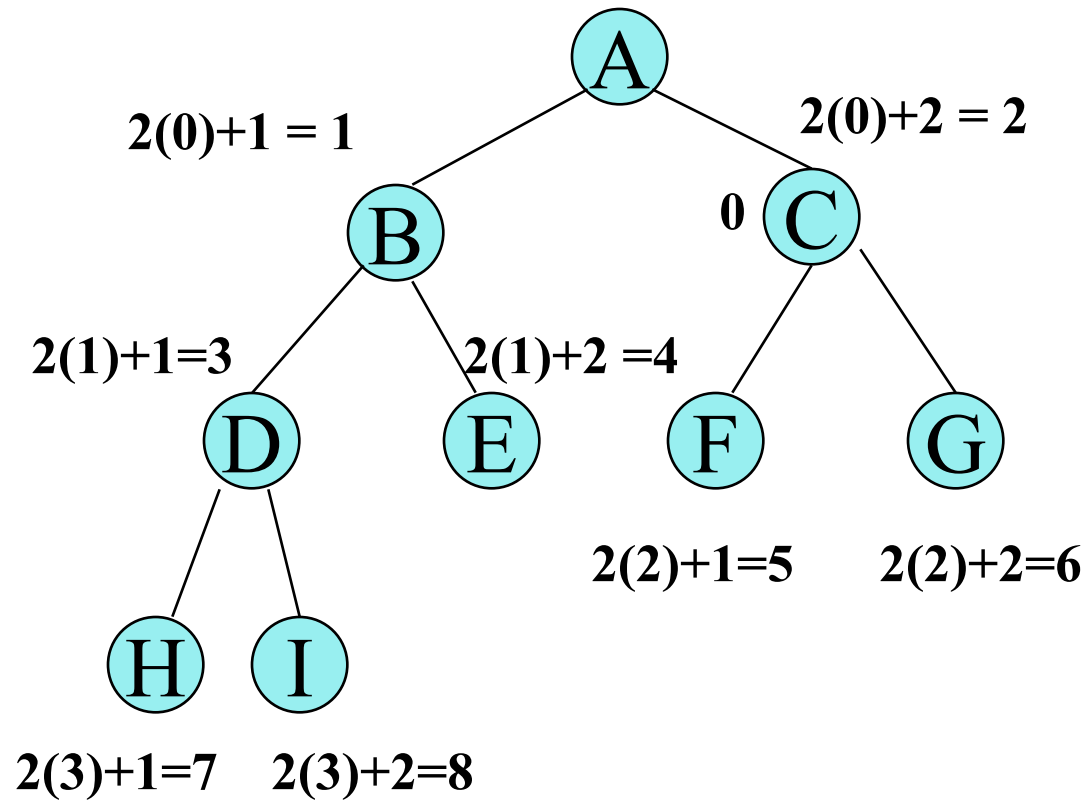 A
2(0)+1 = 1
2(0)+2 = 2
B
0
C
2(1)+1=3
2(1)+2 =4
D
E
F
G
2(2)+1=5
2(2)+2=6
H
I
2(3)+1=7
2(3)+2=8